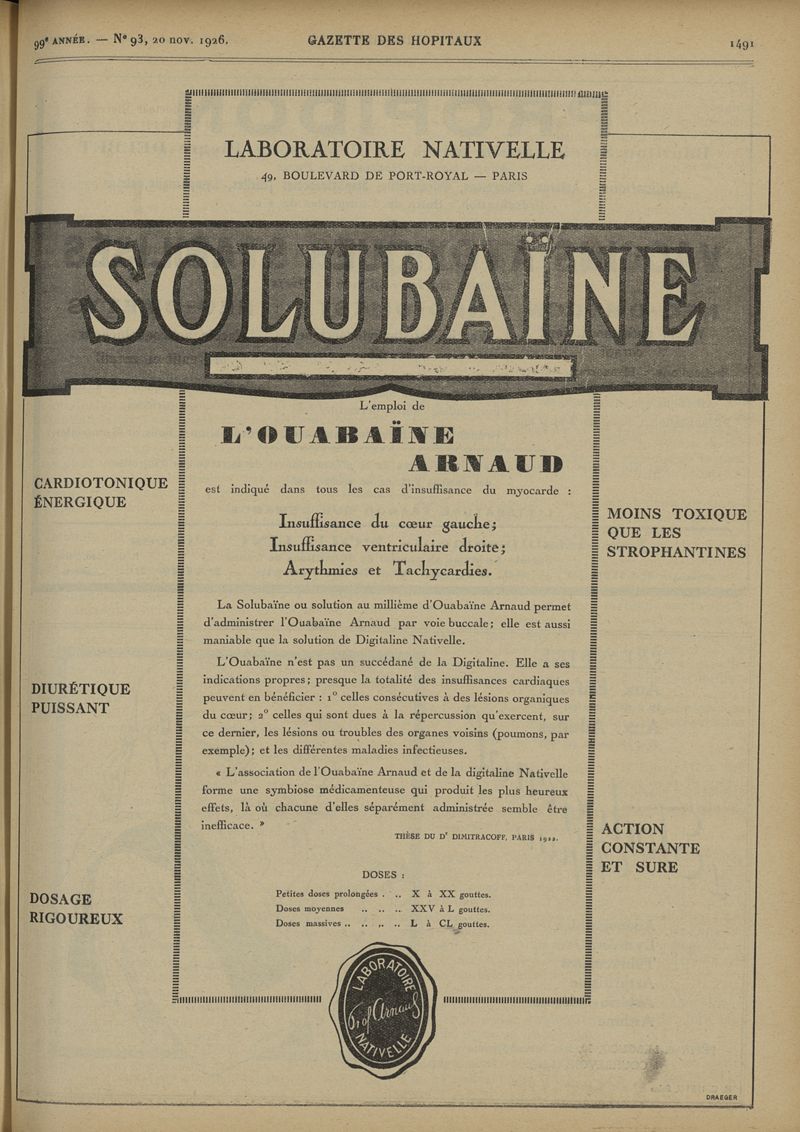 99e ANNÉE. — No 93, 20 nov. 1926.
GAZETTE DES HOPITAUX
1491
LABORATOIRE NATIVELLE
49, BOULEVARD DE PORT-ROYAL — PARIS
SOLUBAÏNE
L'emploi de
L'OUABAÏNE
ARNAUD
est indiqué dans tous les cas d'insuffisance du myocarde :
Insuffisance du cœur gauche;
Insuffisance ventriculaire droite;
Arythmies et Tachycardies.
La Solubaïne ou solution au millième d'Ouabaïne Arnaud permet
d'administrer l'Ouabaïne Arnaud par voie buccale; elle est aussi
maniable que la solution de Digitaline Nativelle.
L'Ouabaïne n'est pas un succédané de la Digitaline. Elle a ses
indications propres; presque la totalité des insuffisances cardiaques
peuvent en bénéficier : 1o celles consécutives à des lésions organiques
du cœur; 2o celles qui sont dues à la répercussion qu'exercent, sur
ce dernier, les lésions ou troubles des organes voisins (poumons, par
exemple); et les différentes maladies infectieuses.
« L'association de l'Ouabaïne Arnaud et de la digitaline Nativelle
forme une symbiose médicamenteuse qui produit les plus heureux
effets, là où chacune d'elles séparément administrée semble être
inefficace. »
THÈSE DU Dr DIMITRACOFF, PARIS 1922.
DOSES :
Petites doses prolongées . .. X à XX gouttes.
Doses moyennes .. .. .. XXV à L gouttes.
Doses massives .. .. .. .. L à CL gouttes.
CARDIOTONIQUE
ÉNERGIQUE
DIURÉTIQUE
PUISSANT
DOSAGE
RIGOUREUX
MOINS TOXIQUE
QUE LES
STROPHANTINES
ACTION
CONSTANTE
ET SURE
LABORATOIRE
Prof Arnaud
NATIVELLE
DRAEGER